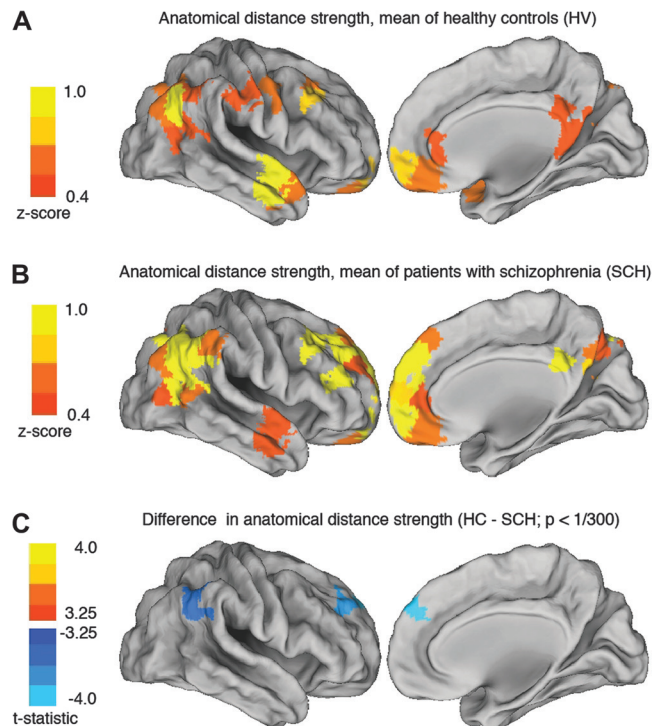 A
Anatomical distance strength, mean of healthy controls (HV)
1.0
0.4
z-score
B
Anatomical distance strength, mean of patients with schizophrenia (SCH)
1.0
0.4
z-score
C
Difference in anatomical distance strength (HC - SCH; p < 1/300)
4.0
3.25
-3.25
-4.0
t-statistic